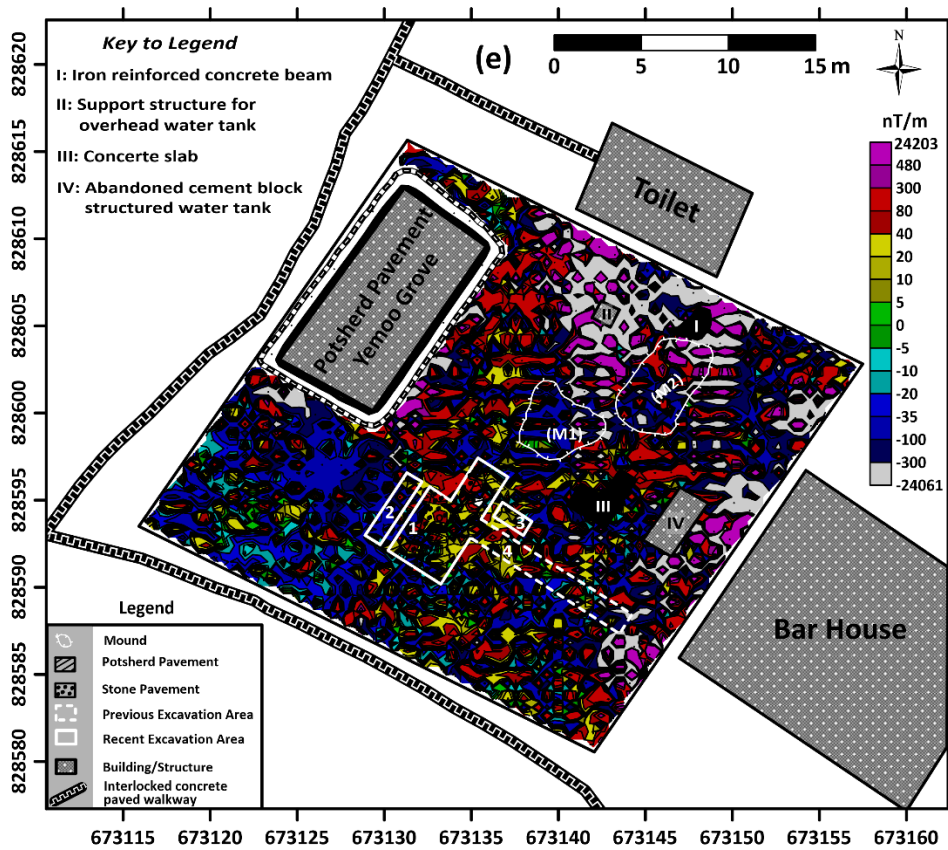 Key to Legend
I: Iron reinforced concrete beam
II: Support structure for
overhead water tank
III: Concerte slab
IV: Abandoned cement block
structured water tank
(e)
0 5 10 15 m
N
nT/m
24203
480
300
80
40
20
10
5
0
-5
-10
-20
-35
-100
-300
-24061
Toilet
Potsherd Pavement
Yemoo Grove
II
I
(M2)
(M1)
III
IV
2
1
3
4
Bar House
Legend
Mound
Potsherd Pavement
Stone Pavement
Previous Excavation Area
Recent Excavation Area
Building/Structure
Interlocked concrete
paved walkway
828620
828615
828610
828605
828600
828595
828590
828585
828580
673115 673120 673125 673130 673135 673140 673145 673150 673155 673160